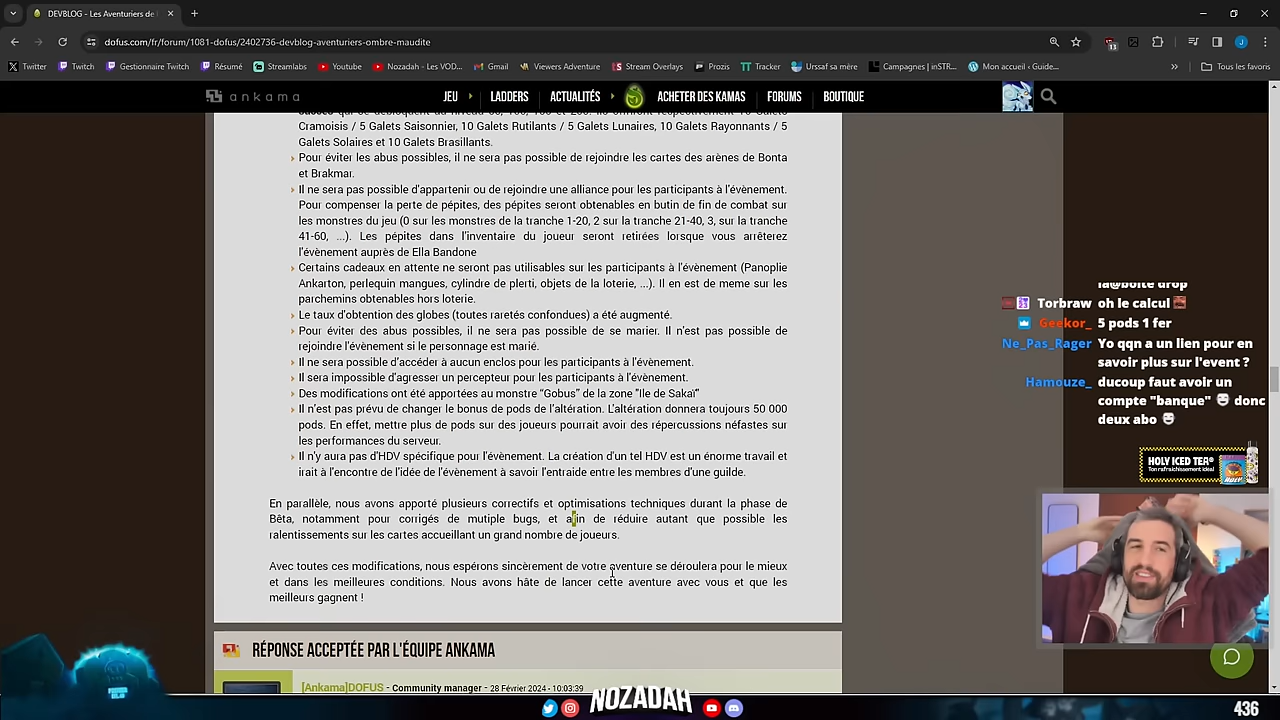 DEVBLOG - Les Aventuriers de
dofus.com/fr/forum/1081-dofus/2402736-devblog-aventuriers-ombre-maudite
13
J
Twitter
Twitch
Gestionnaire Twitch
Résumé
Streamlabs
Youtube
Nozadah - Les VOD...
Gmail
Viewers Adventure
Stream Overlays
Prozis
TT Tracker
Urssaf sa mère
Campagnes | inSTR...
Mon compte ‹ Guide...
»
Tous les favoris
ankama
JEU
LADDERS
ACTUALITÉS
ACHETER DES KAMAS
FORUMS
BOUTIQUE
Cramoisis / 5 Galets Saisonnier, 10 Galets Rutilants / 5 Galets Lunaires, 10 Galets Rayonnants / 5
Galets Solaires et 10 Galets Brasillants.
Pour éviter les abus possibles, il ne sera pas possible de rejoindre les cartes des arènes de Bonta
et Brakmar.
Il ne sera pas possible d'appartenir ou de rejoindre une alliance pour les participants à l'évènement.
Pour compenser la perte de pépites, des pépites seront obtenables en butin de fin de combat sur
les monstres du jeu (0 sur les monstres de la tranche 1-20, 2 sur la tranche 21-40, 3, sur la tranche
41-60, ...). Les pépites dans l'inventaire du joueur seront retirées lorsque vous arrêterez
l'évènement auprès de Ella Bandone
Certains cadeaux en attente ne seront pas utilisables sur les participants à l'évènement (Panoplie
Ankarton, perlequin mangues, cylindre de plerti, objets de la loterie, ...). Il en est de meme sur les
parchemins obtenables hors loterie.
Le taux d'obtention des globes (toutes raretés confondues) a été augmenté.
Pour éviter des abus possibles, il ne sera pas possible de se marier. Il n'est pas possible de
rejoindre l'évènement si le personnage est marié.
Il ne sera possible d'accéder à aucun enclos pour les participants à l'évènement.
Il sera impossible d'agresser un percepteur pour les participants à l'évènement.
Des modifications ont été apportées au monstre "Gobus" de la zone "Ile de Sakaï"
Il n'est pas prévu de changer le bonus de pods de l'altération. L'altération donnera toujours 50 000
pods. En effet, mettre plus de pods sur des joueurs pourrait avoir des répercussions néfastes sur
les performances du serveur.
Il n'y aura pas d'HDV spécifique pour l'évènement. La création d'un tel HDV est un énorme travail et
irait à l'encontre de l'idée de l'évènement à savoir l'entraide entre les membres d'une guilde.
En parallèle, nous avons apporté plusieurs correctifs et optimisations techniques durant la phase de
Bêta, notamment pour corrigés de mutiple bugs, et afin de réduire autant que possible les
ralentissements sur les cartes accueillant un grand nombre de joueurs.
Avec toutes ces modifications, nous espérons sincèrement de votre aventure se déroulera pour le mieux
et dans les meilleures conditions. Nous avons hâte de lancer cette aventure avec vous et que les
meilleurs gagnent !
RÉPONSE ACCEPTÉE PAR L'ÉQUIPE ANKAMA
[Ankama]DOFUS - Community manager - 28 Février 2024 - 10:03:39
la@boite drop
Torbraw oh le calcul
Geekor_ 5 pods 1 fer
Ne_Pas_Rager Yo qqn a un lien pour en
savoir plus sur l'event ?
Hamouze_ ducoup faut avoir un
compte "banque" donc
deux abo
HOLY ICED TEA®
Ton rafraichissement idéal
NOZADAH
436